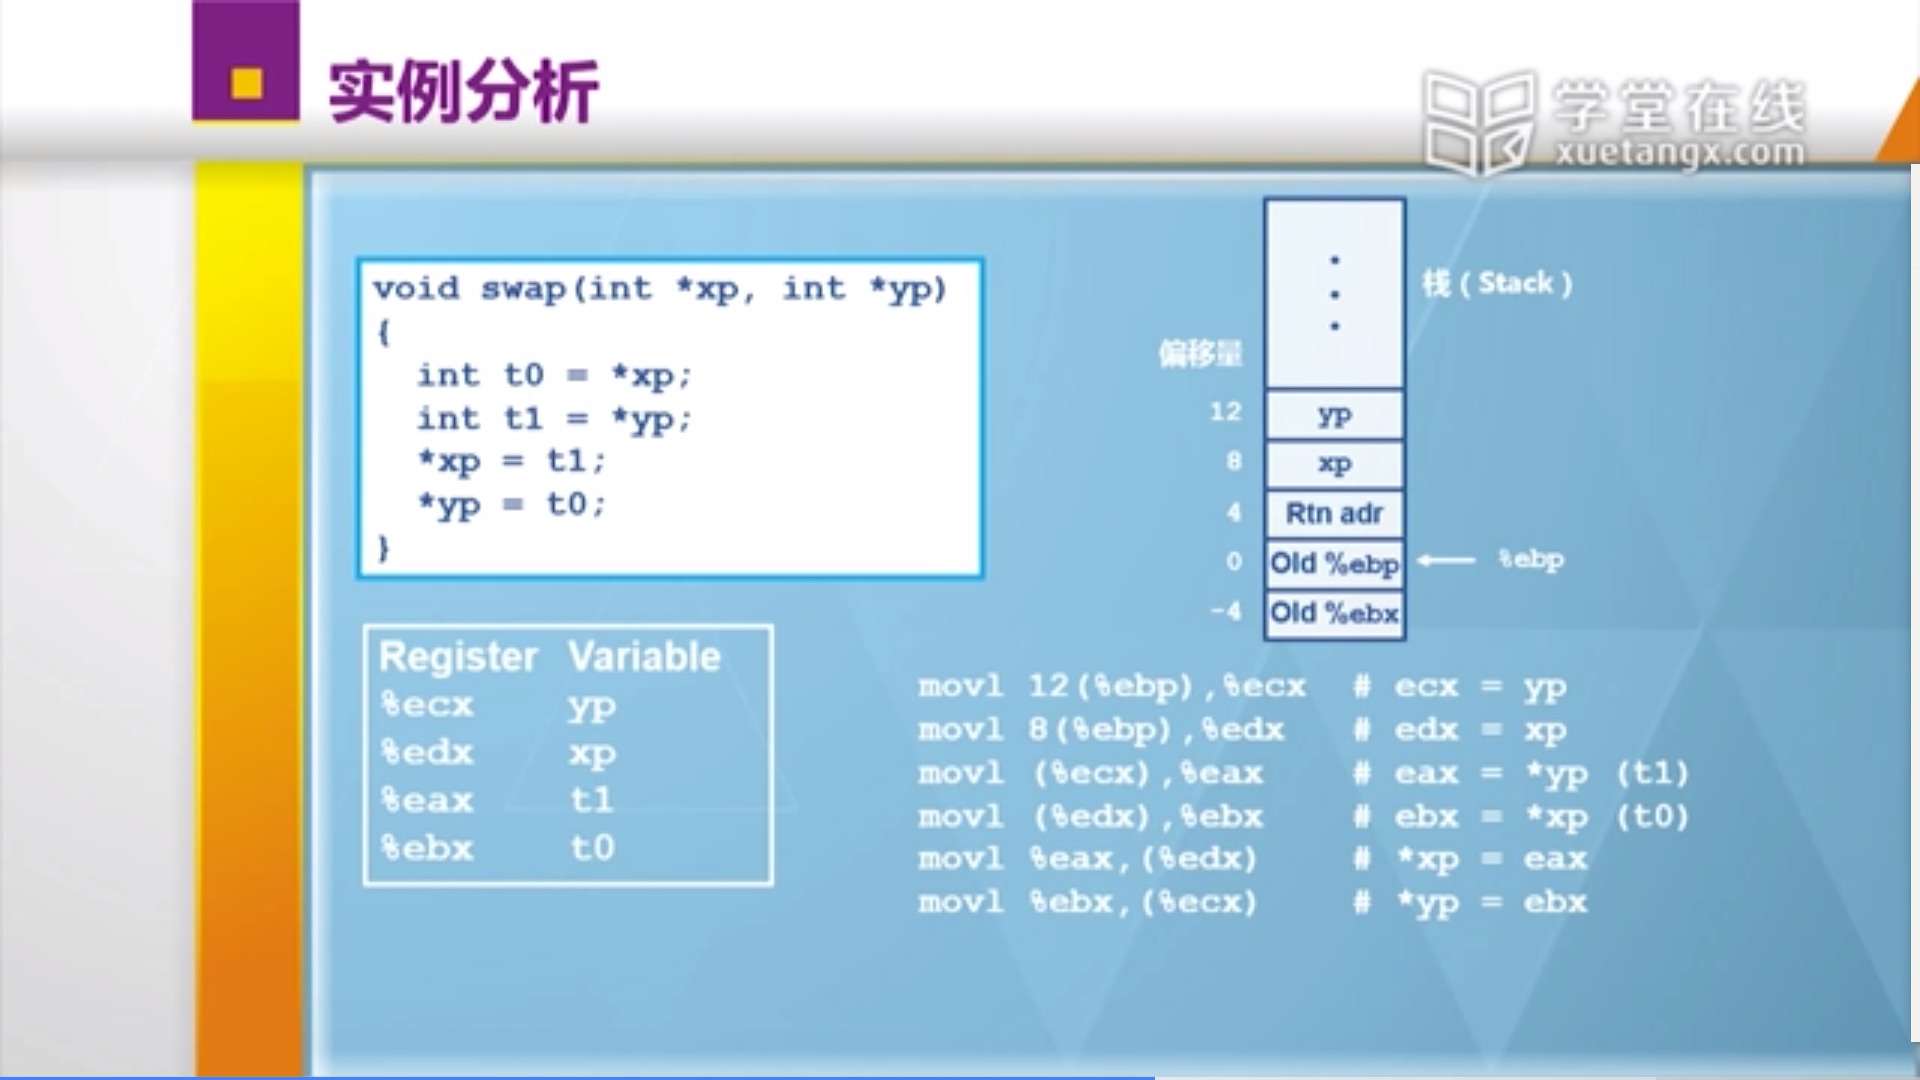 实例分析
学堂在线
xuetangx.com
void swap(int *xp, int *yp)
{
  int t0 = *xp;
  int t1 = *yp;
  *xp = t1;
  *yp = t0;
}
栈 ( Stack )
偏移量
12 yp
8 xp
4 Rtn adr
0 Old %ebp %ebp
-4 Old %ebx
Register Variable
%ecx yp
%edx xp
%eax t1
%ebx t0
movl 12(%ebp),%ecx # ecx = yp
movl 8(%ebp),%edx # edx = xp
movl (%ecx),%eax # eax = *yp (t1)
movl (%edx),%ebx # ebx = *xp (t0)
movl %eax,(%edx) # *xp = eax
movl %ebx,(%ecx) # *yp = ebx